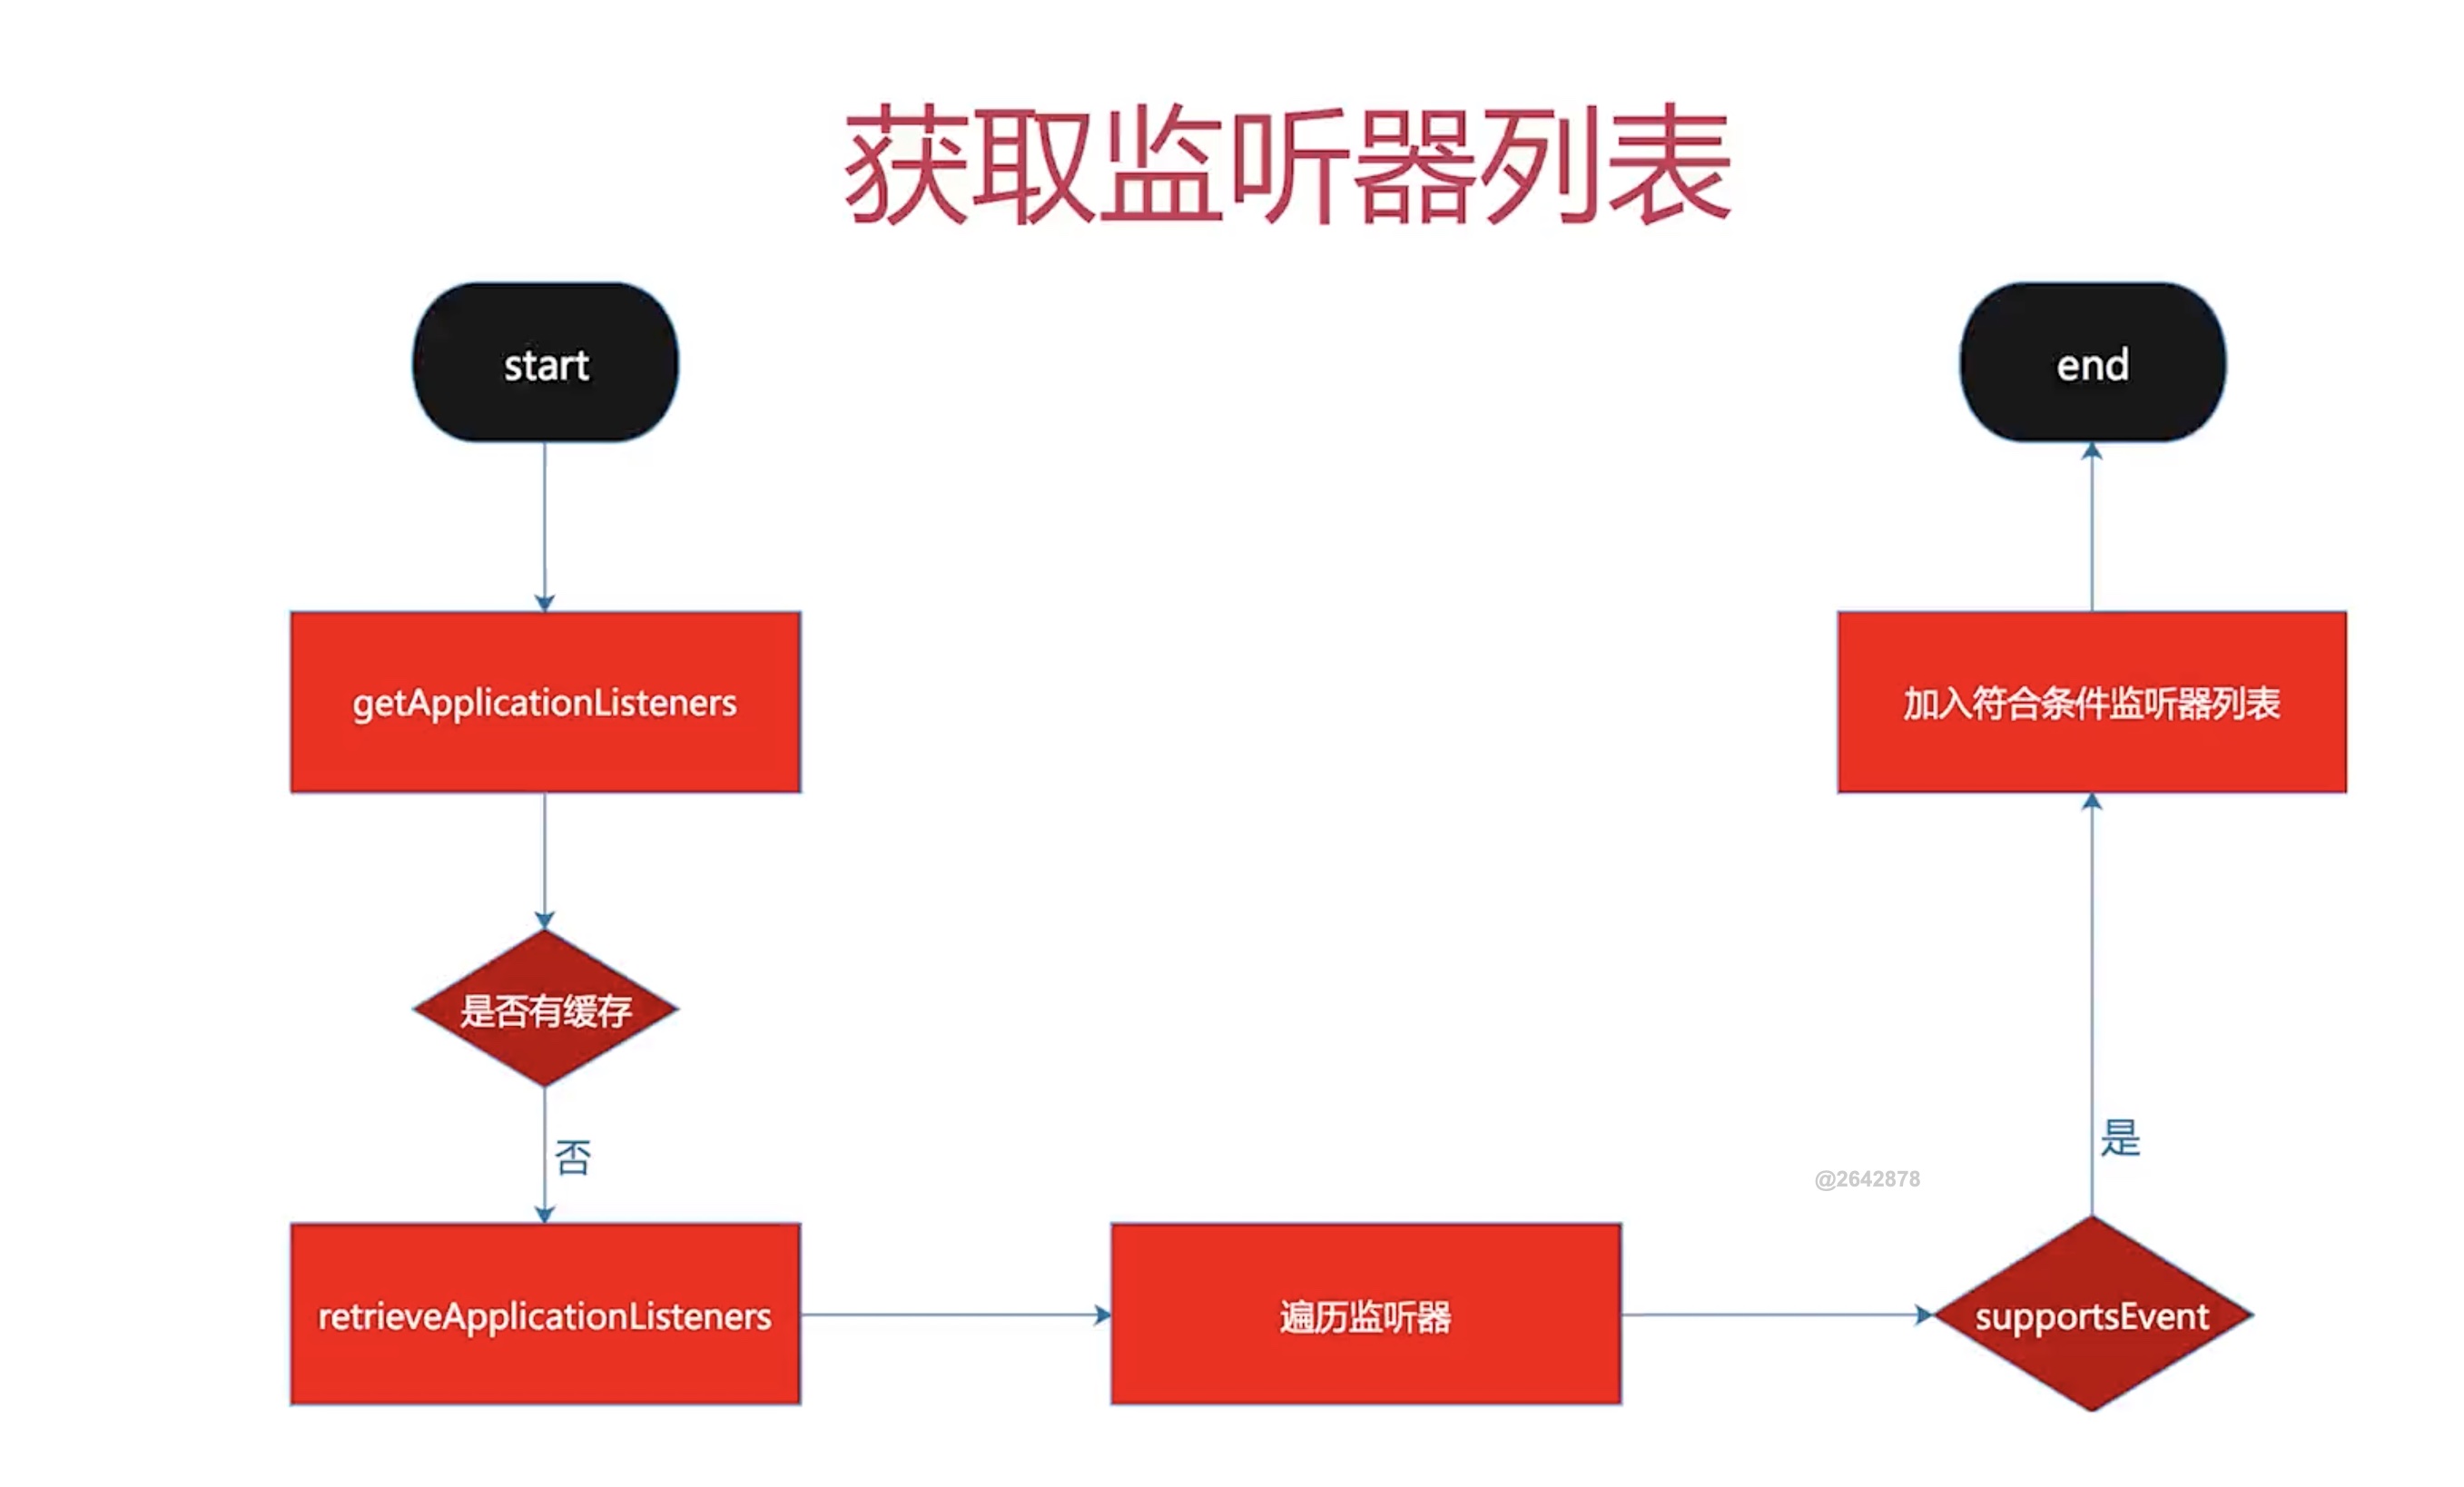 获取监听器列表
start
getApplicationListeners
是否有缓存
否
retrieveApplicationListeners
遍历监听器
supportsEvent
是
加入符合条件监听器列表
end
@2642878